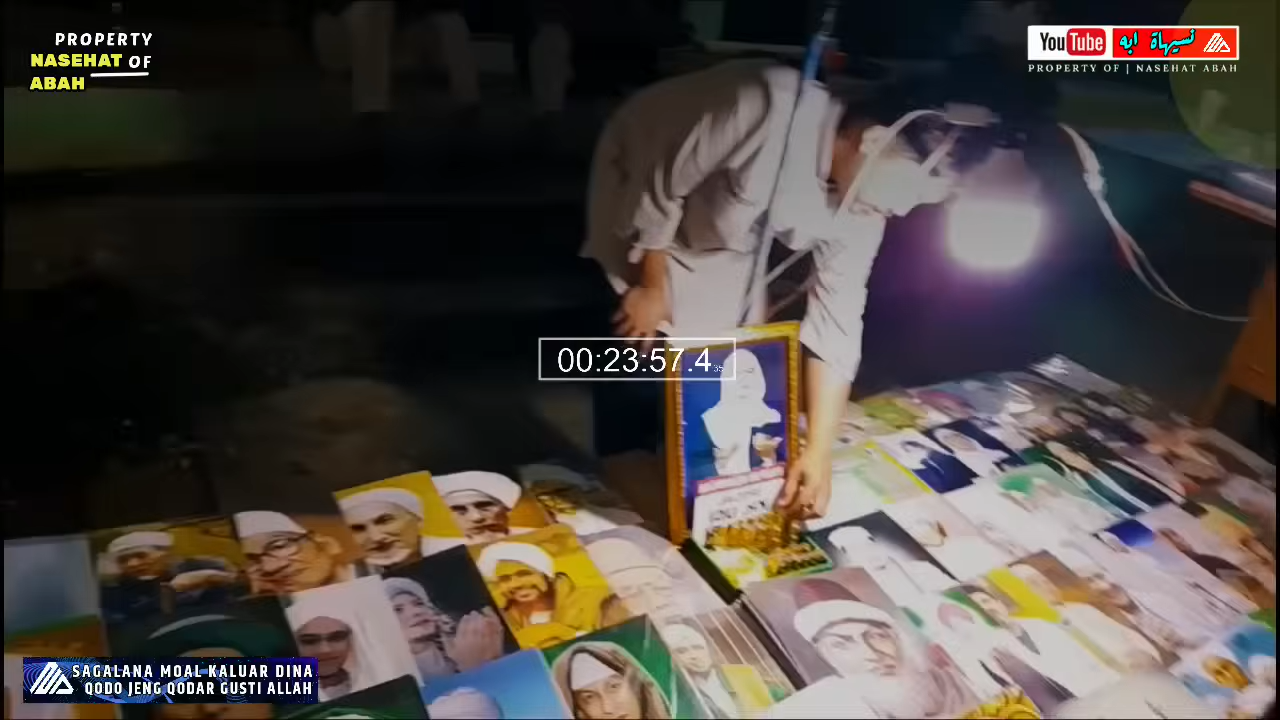 PROPERTY
NASEHAT OF
ABAH
YouTube نسيهاة ابه
PROPERTY OF | NASEHAT ABAH
00:23:57.4
SAGALANA MOAL KALUAR DINA
QODO JENG QODAR GUSTI ALLAH